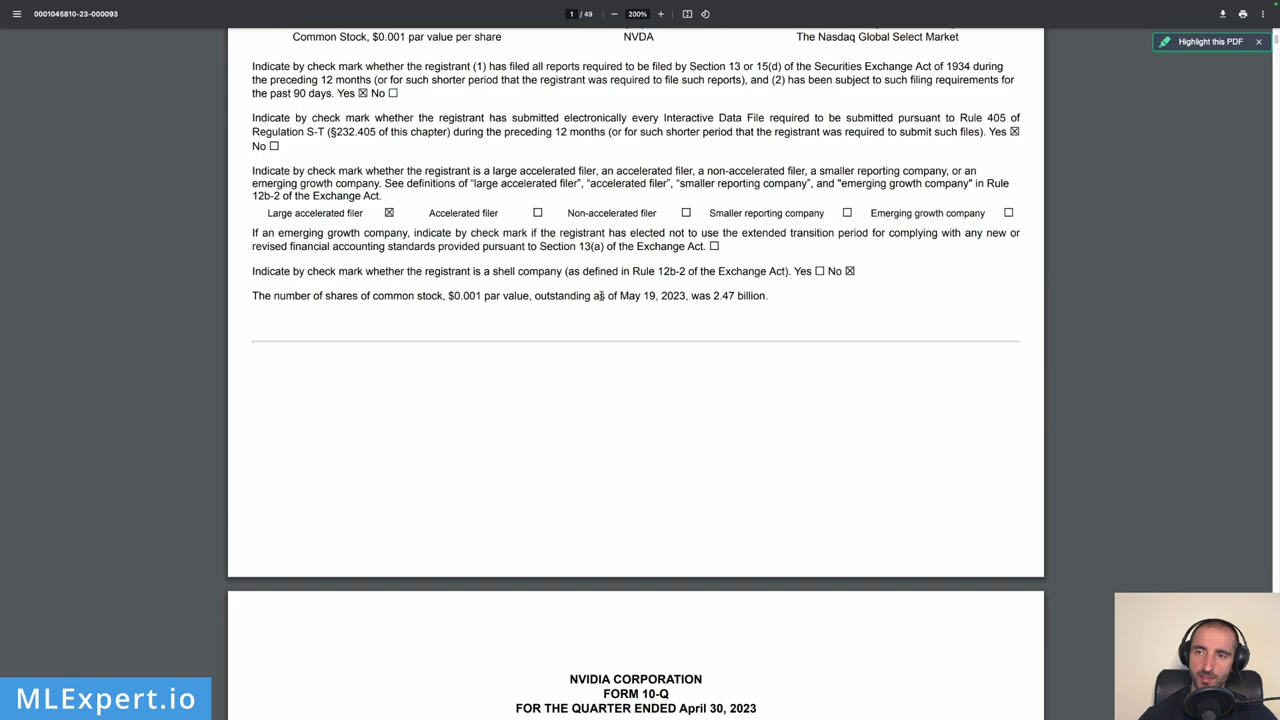 0001045810-23-000093
1 / 49
200%
Highlight this PDF
Common Stock, $0.001 par value per share NVDA The Nasdaq Global Select Market
Indicate by check mark whether the registrant (1) has filed all reports required to be filed by Section 13 or 15(d) of the Securities Exchange Act of 1934 during
the preceding 12 months (or for such shorter period that the registrant was required to file such reports), and (2) has been subject to such filing requirements for
the past 90 days. Yes ☒ No ☐
Indicate by check mark whether the registrant has submitted electronically every Interactive Data File required to be submitted pursuant to Rule 405 of
Regulation S-T (§232.405 of this chapter) during the preceding 12 months (or for such shorter period that the registrant was required to submit such files). Yes ☒
No ☐
Indicate by check mark whether the registrant is a large accelerated filer, an accelerated filer, a non-accelerated filer, a smaller reporting company, or an
emerging growth company. See definitions of “large accelerated filer”, “accelerated filer”, “smaller reporting company”, and "emerging growth company" in Rule
12b-2 of the Exchange Act.
Large accelerated filer ☒ Accelerated filer ☐ Non-accelerated filer ☐ Smaller reporting company ☐ Emerging growth company ☐
If an emerging growth company, indicate by check mark if the registrant has elected not to use the extended transition period for complying with any new or
revised financial accounting standards provided pursuant to Section 13(a) of the Exchange Act. ☐
Indicate by check mark whether the registrant is a shell company (as defined in Rule 12b-2 of the Exchange Act). Yes ☐ No ☒
The number of shares of common stock, $0.001 par value, outstanding as of May 19, 2023, was 2.47 billion.
NVIDIA CORPORATION
FORM 10-Q
FOR THE QUARTER ENDED April 30, 2023
MLExpert.io